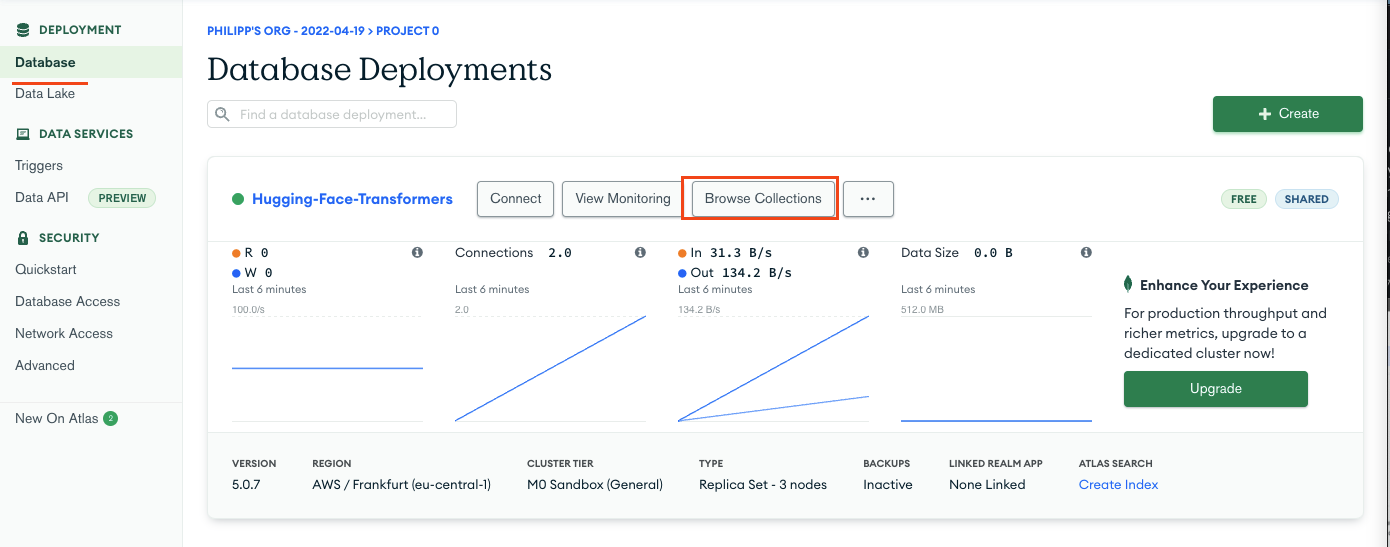 DEPLOYMENT
Database
Data Lake
DATA SERVICES
Triggers
Data API PREVIEW
SECURITY
Quickstart
Database Access
Network Access
Advanced
New On Atlas 2
PHILIPP'S ORG - 2022-04-19 > PROJECT 0
Database Deployments
Find a database deployment...
+ Create
Hugging-Face-Transformers Connect View Monitoring Browse Collections ... FREE SHARED
R 0
W 0
Last 6 minutes
100.0/s
Connections 2.0
Last 6 minutes
2.0
In 31.3 B/s
Out 134.2 B/s
Last 6 minutes
134.2 B/s
Data Size 0.0 B
Last 6 minutes
512.0 MB
Enhance Your Experience
For production throughput and
richer metrics, upgrade to a
dedicated cluster now!
Upgrade
VERSION REGION CLUSTER TIER TYPE BACKUPS LINKED REALM APP ATLAS SEARCH
5.0.7 AWS / Frankfurt (eu-central-1) M0 Sandbox (General) Replica Set - 3 nodes Inactive None Linked Create Index